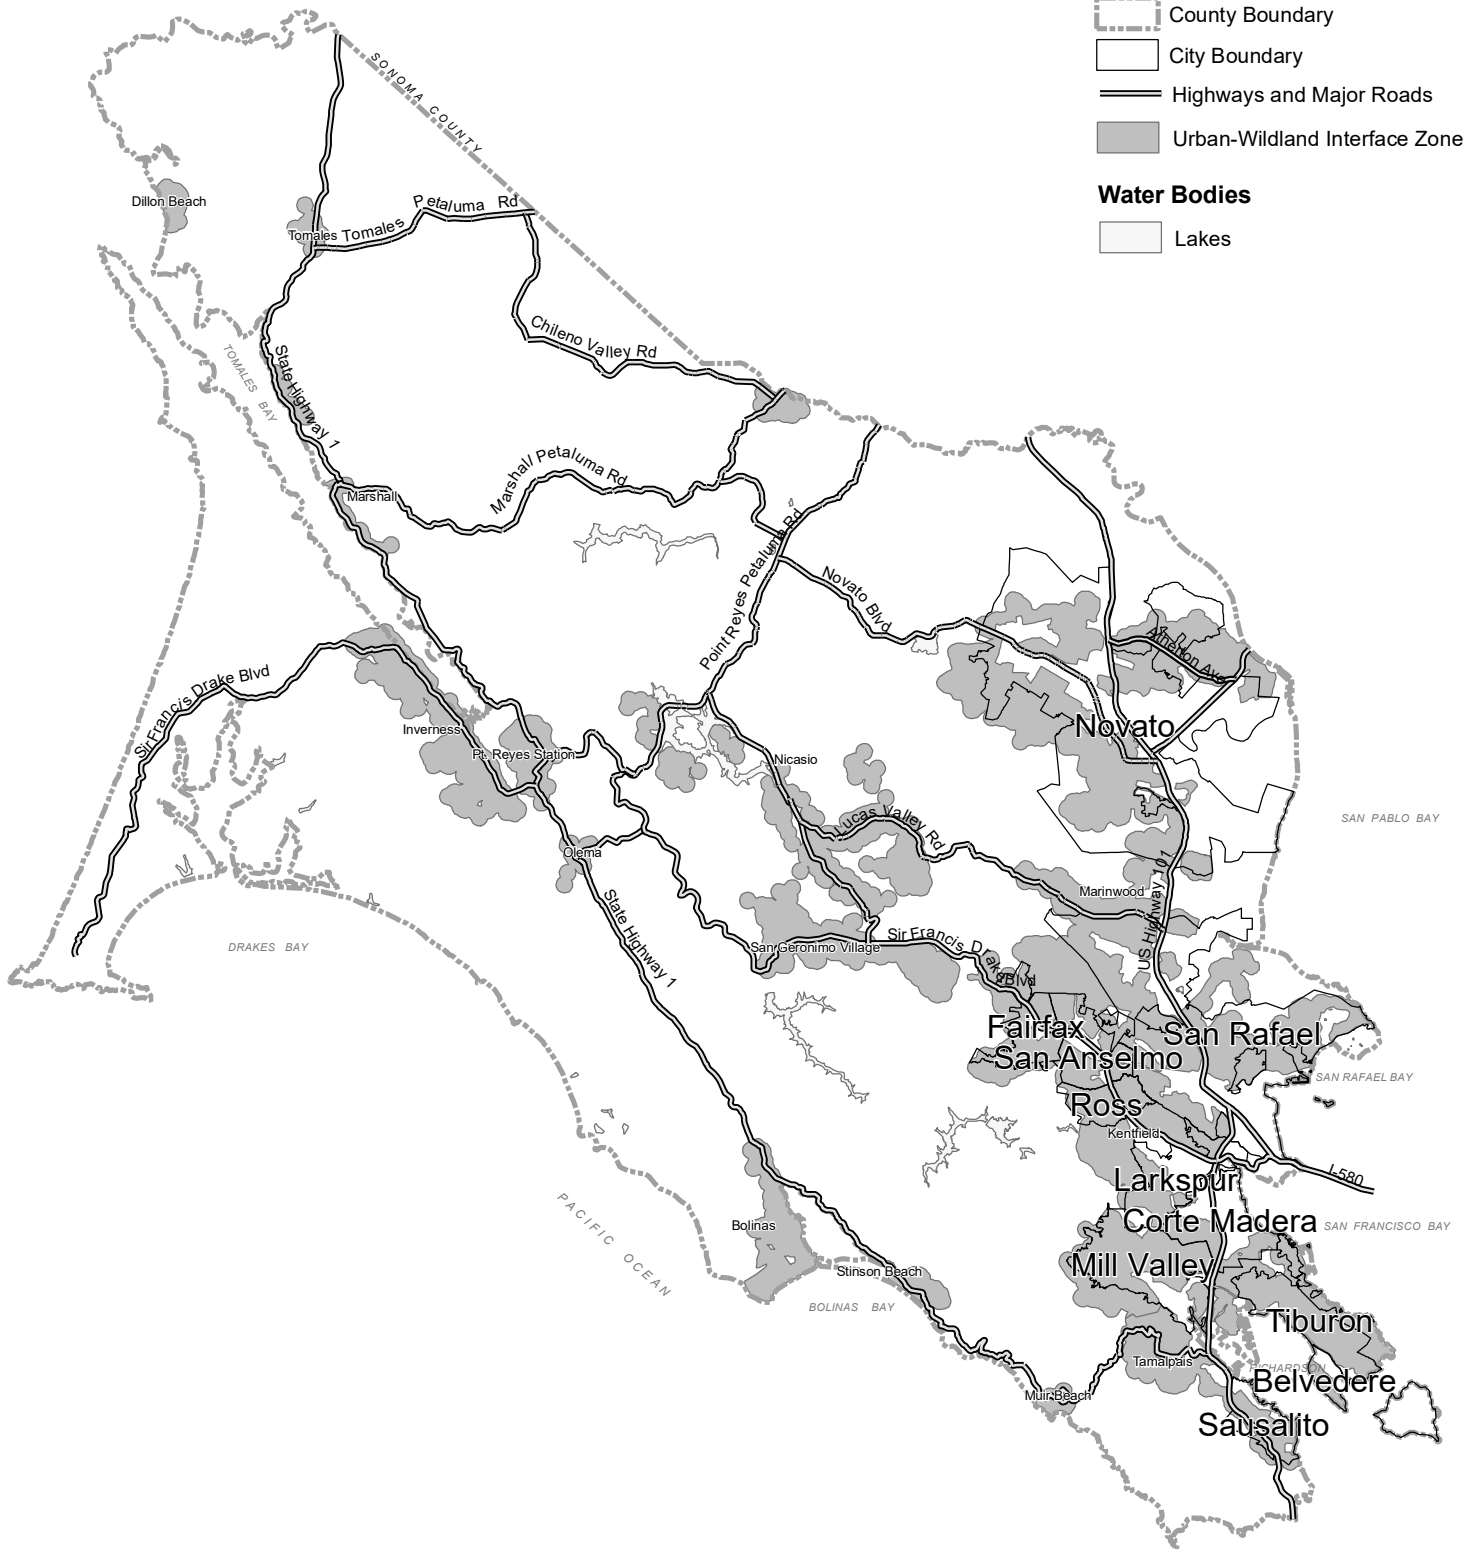 County Boundary
City Boundary
Highways and Major Roads
Urban-Wildland Interface Zone
Water Bodies
Lakes
SONOMA COUNTY
Dillon Beach
Tomales
Tomales Petaluma Rd
Chileno Valley Rd
TOMALES BAY
State Highway 1
Marshall
Marshall Petaluma Rd
Point Reyes Petaluma Rd
Novato Blvd
Atherton Ave
Sir Francis Drake Blvd
Inverness
Novato
Pt. Reyes Station
Nicasio
Lucas Valley Rd
SAN PABLO BAY
Olema
Marinwood
US Highway 101
State Highway 1
DRAKES BAY
San Geronimo Village
Sir Francis Drake Blvd
Fairfax
San Rafael
San Anselmo
SAN RAFAEL BAY
Ross
Kentfield
I-580
Larkspur
PACIFIC OCEAN
Bolinas
Corte Madera
SAN FRANCISCO BAY
Mill Valley
Stinson Beach
BOLINAS BAY
Tiburon
Tamalpais
RICHARDSON
Belvedere
Muir Beach
Sausalito